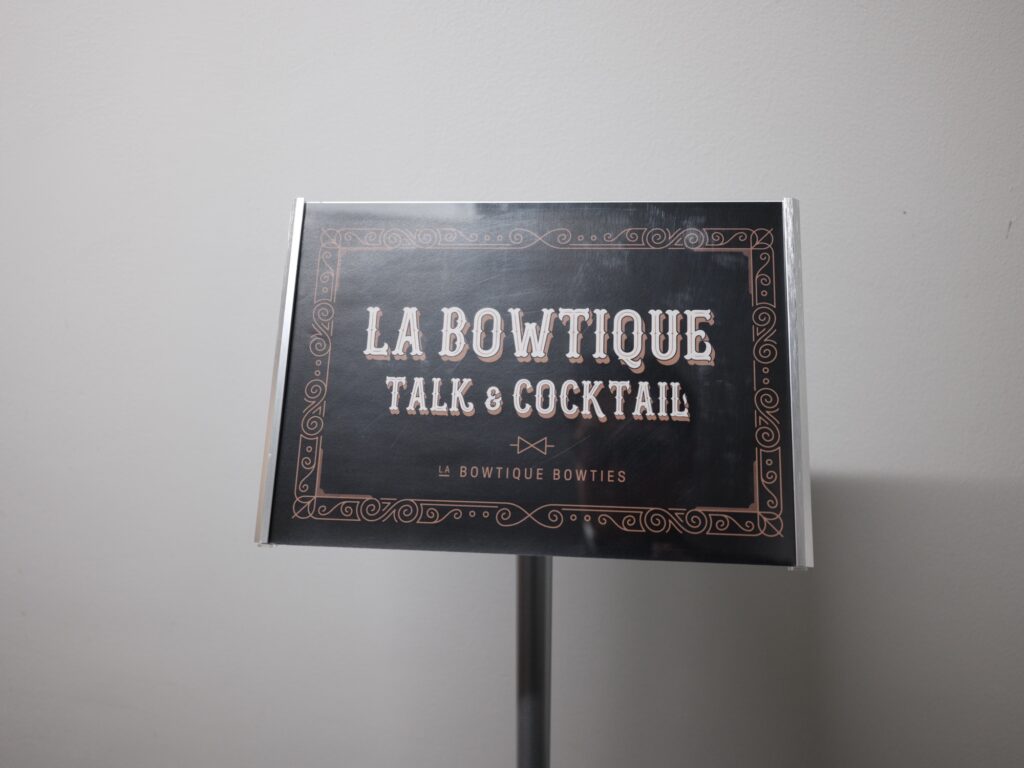 LA BOWTIQUE
TALK & COCKTAIL
LA BOWTIQUE BOWTIES